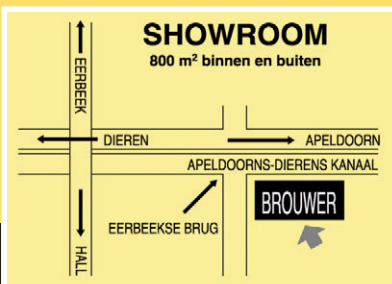 SHOWROOM
800 m² binnen en buiten
EERBEEK
DIEREN
APELDOORN
APELDOORNS-DIERENS KANAAL
BROUWER
EERBEEKSE BRUG
HALL